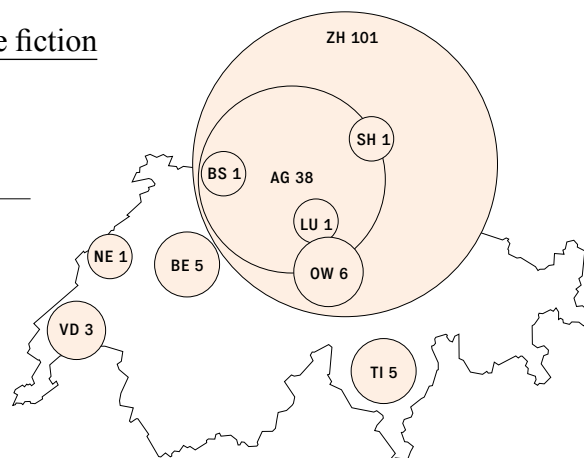 e fiction
ZH 101
SH 1
BS 1
AG 38
LU 1
NE 1
BE 5
OW 6
VD 3
TI 5